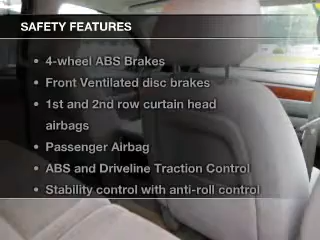 SAFETY FEATURES
• 4-wheel ABS Brakes
• Front Ventilated disc brakes
• 1st and 2nd row curtain head
airbags
• Passenger Airbag
• ABS and Driveline Traction Control
• Stability control with anti-roll control